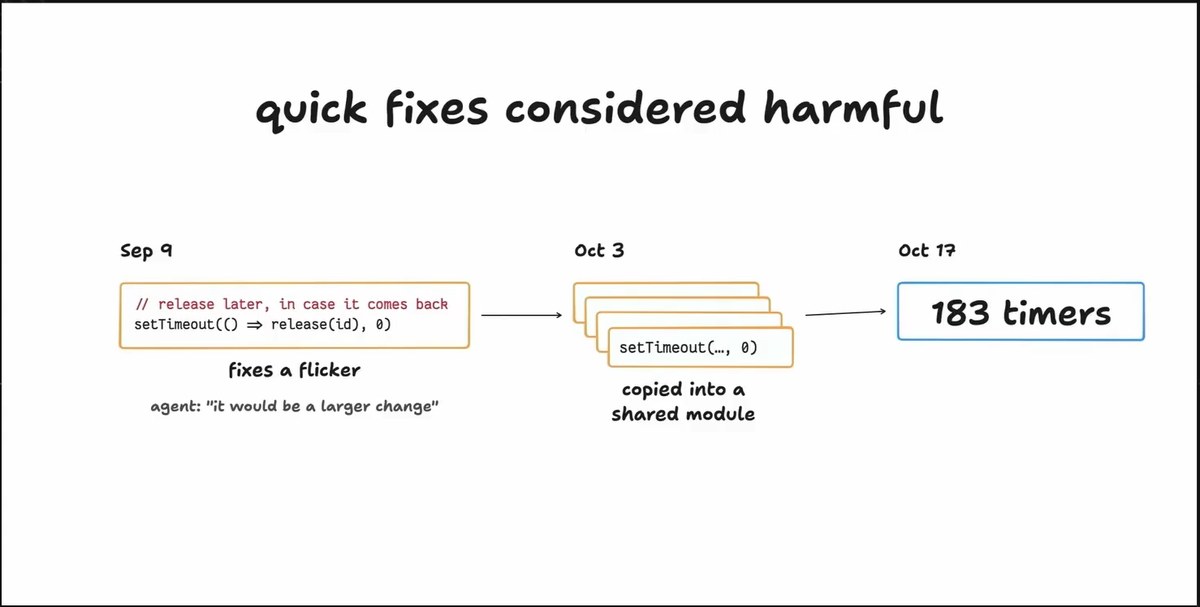 quick fixes considered harmful
Sep 9
// release later, in case it comes back
setTimeout(() => release(id), 0)
fixes a flicker
agent: "it would be a larger change"
Oct 3
setTimeout(…, 0)
copied into a
shared module
Oct 17
183 timers